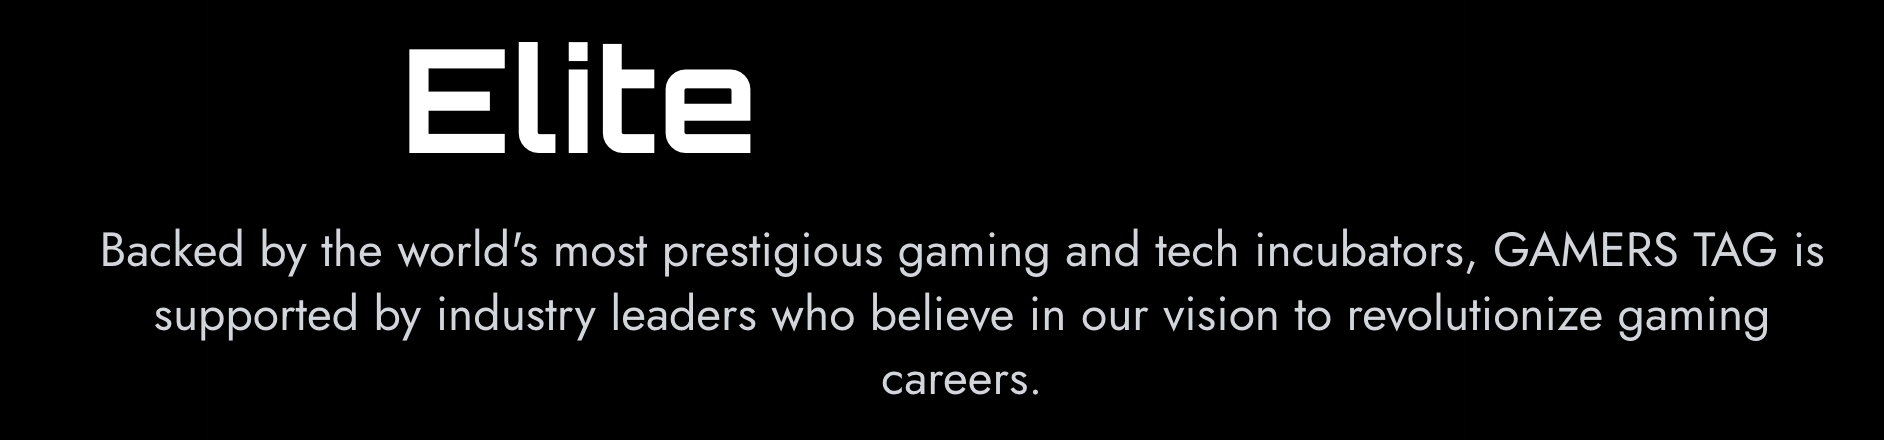 Elite
Backed by the world's most prestigious gaming and tech incubators, GAMERS TAG is
supported by industry leaders who believe in our vision to revolutionize gaming
careers.